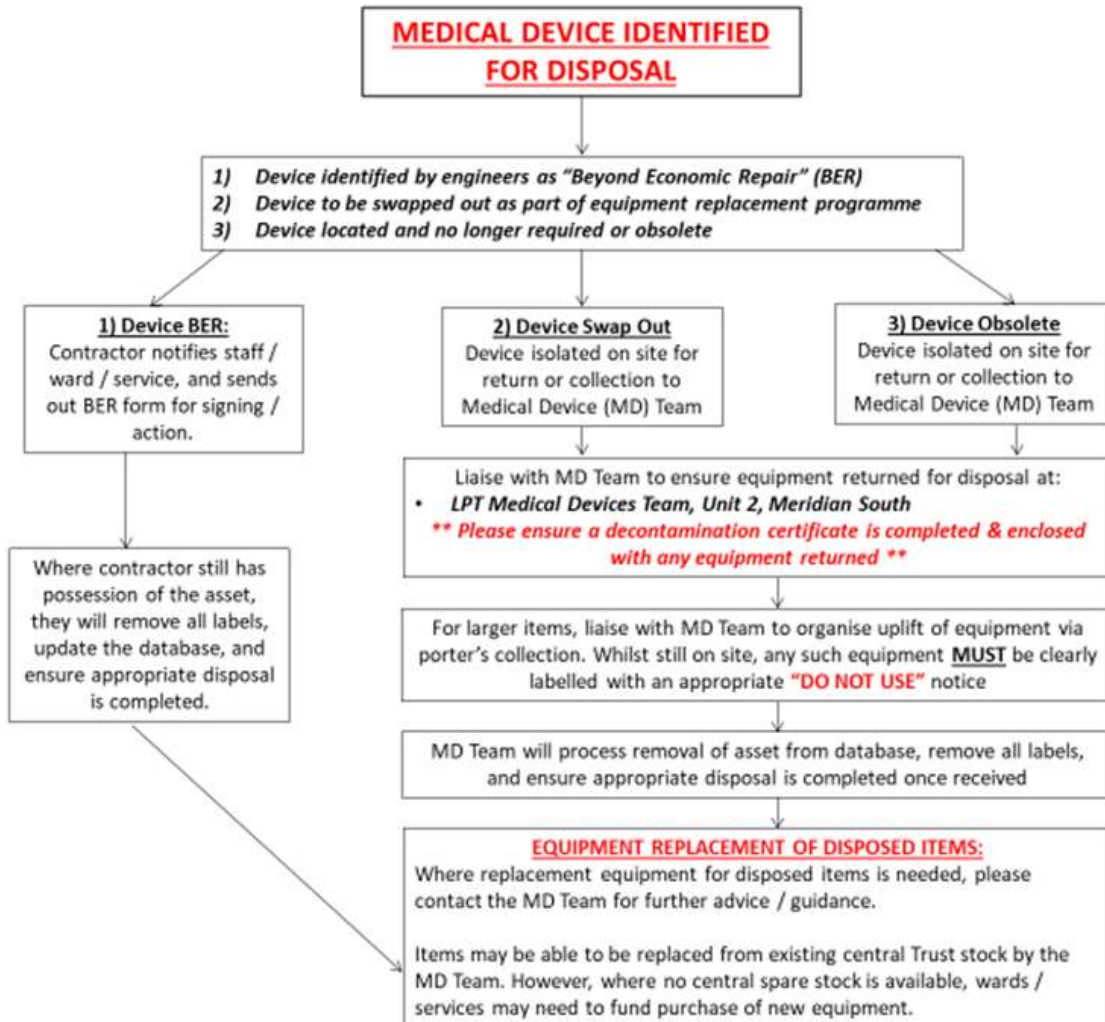 MEDICAL DEVICE IDENTIFIED
FOR DISPOSAL
1) Device identified by engineers as “Beyond Economic Repair” (BER)
2) Device to be swapped out as part of equipment replacement programme
3) Device located and no longer required or obsolete
1) Device BER:
Contractor notifies staff /
ward / service, and sends
out BER form for signing /
action.
Where contractor still has
possession of the asset,
they will remove all labels,
update the database, and
ensure appropriate disposal
is completed.
2) Device Swap Out
Device isolated on site for
return or collection to
Medical Device (MD) Team
3) Device Obsolete
Device isolated on site for
return or collection to
Medical Device (MD) Team
Liaise with MD Team to ensure equipment returned for disposal at:
• LPT Medical Devices Team, Unit 2, Meridian South
** Please ensure a decontamination certificate is completed & enclosed
with any equipment returned **
For larger items, liaise with MD Team to organise uplift of equipment via
porter’s collection. Whilst still on site, any such equipment MUST be clearly
labelled with an appropriate “DO NOT USE” notice
MD Team will process removal of asset from database, remove all labels,
and ensure appropriate disposal is completed once received
EQUIPMENT REPLACEMENT OF DISPOSED ITEMS:
Where replacement equipment for disposed items is needed, please
contact the MD Team for further advice / guidance.
Items may be able to be replaced from existing central Trust stock by the
MD Team. However, where no central spare stock is available, wards /
services may need to fund purchase of new equipment.